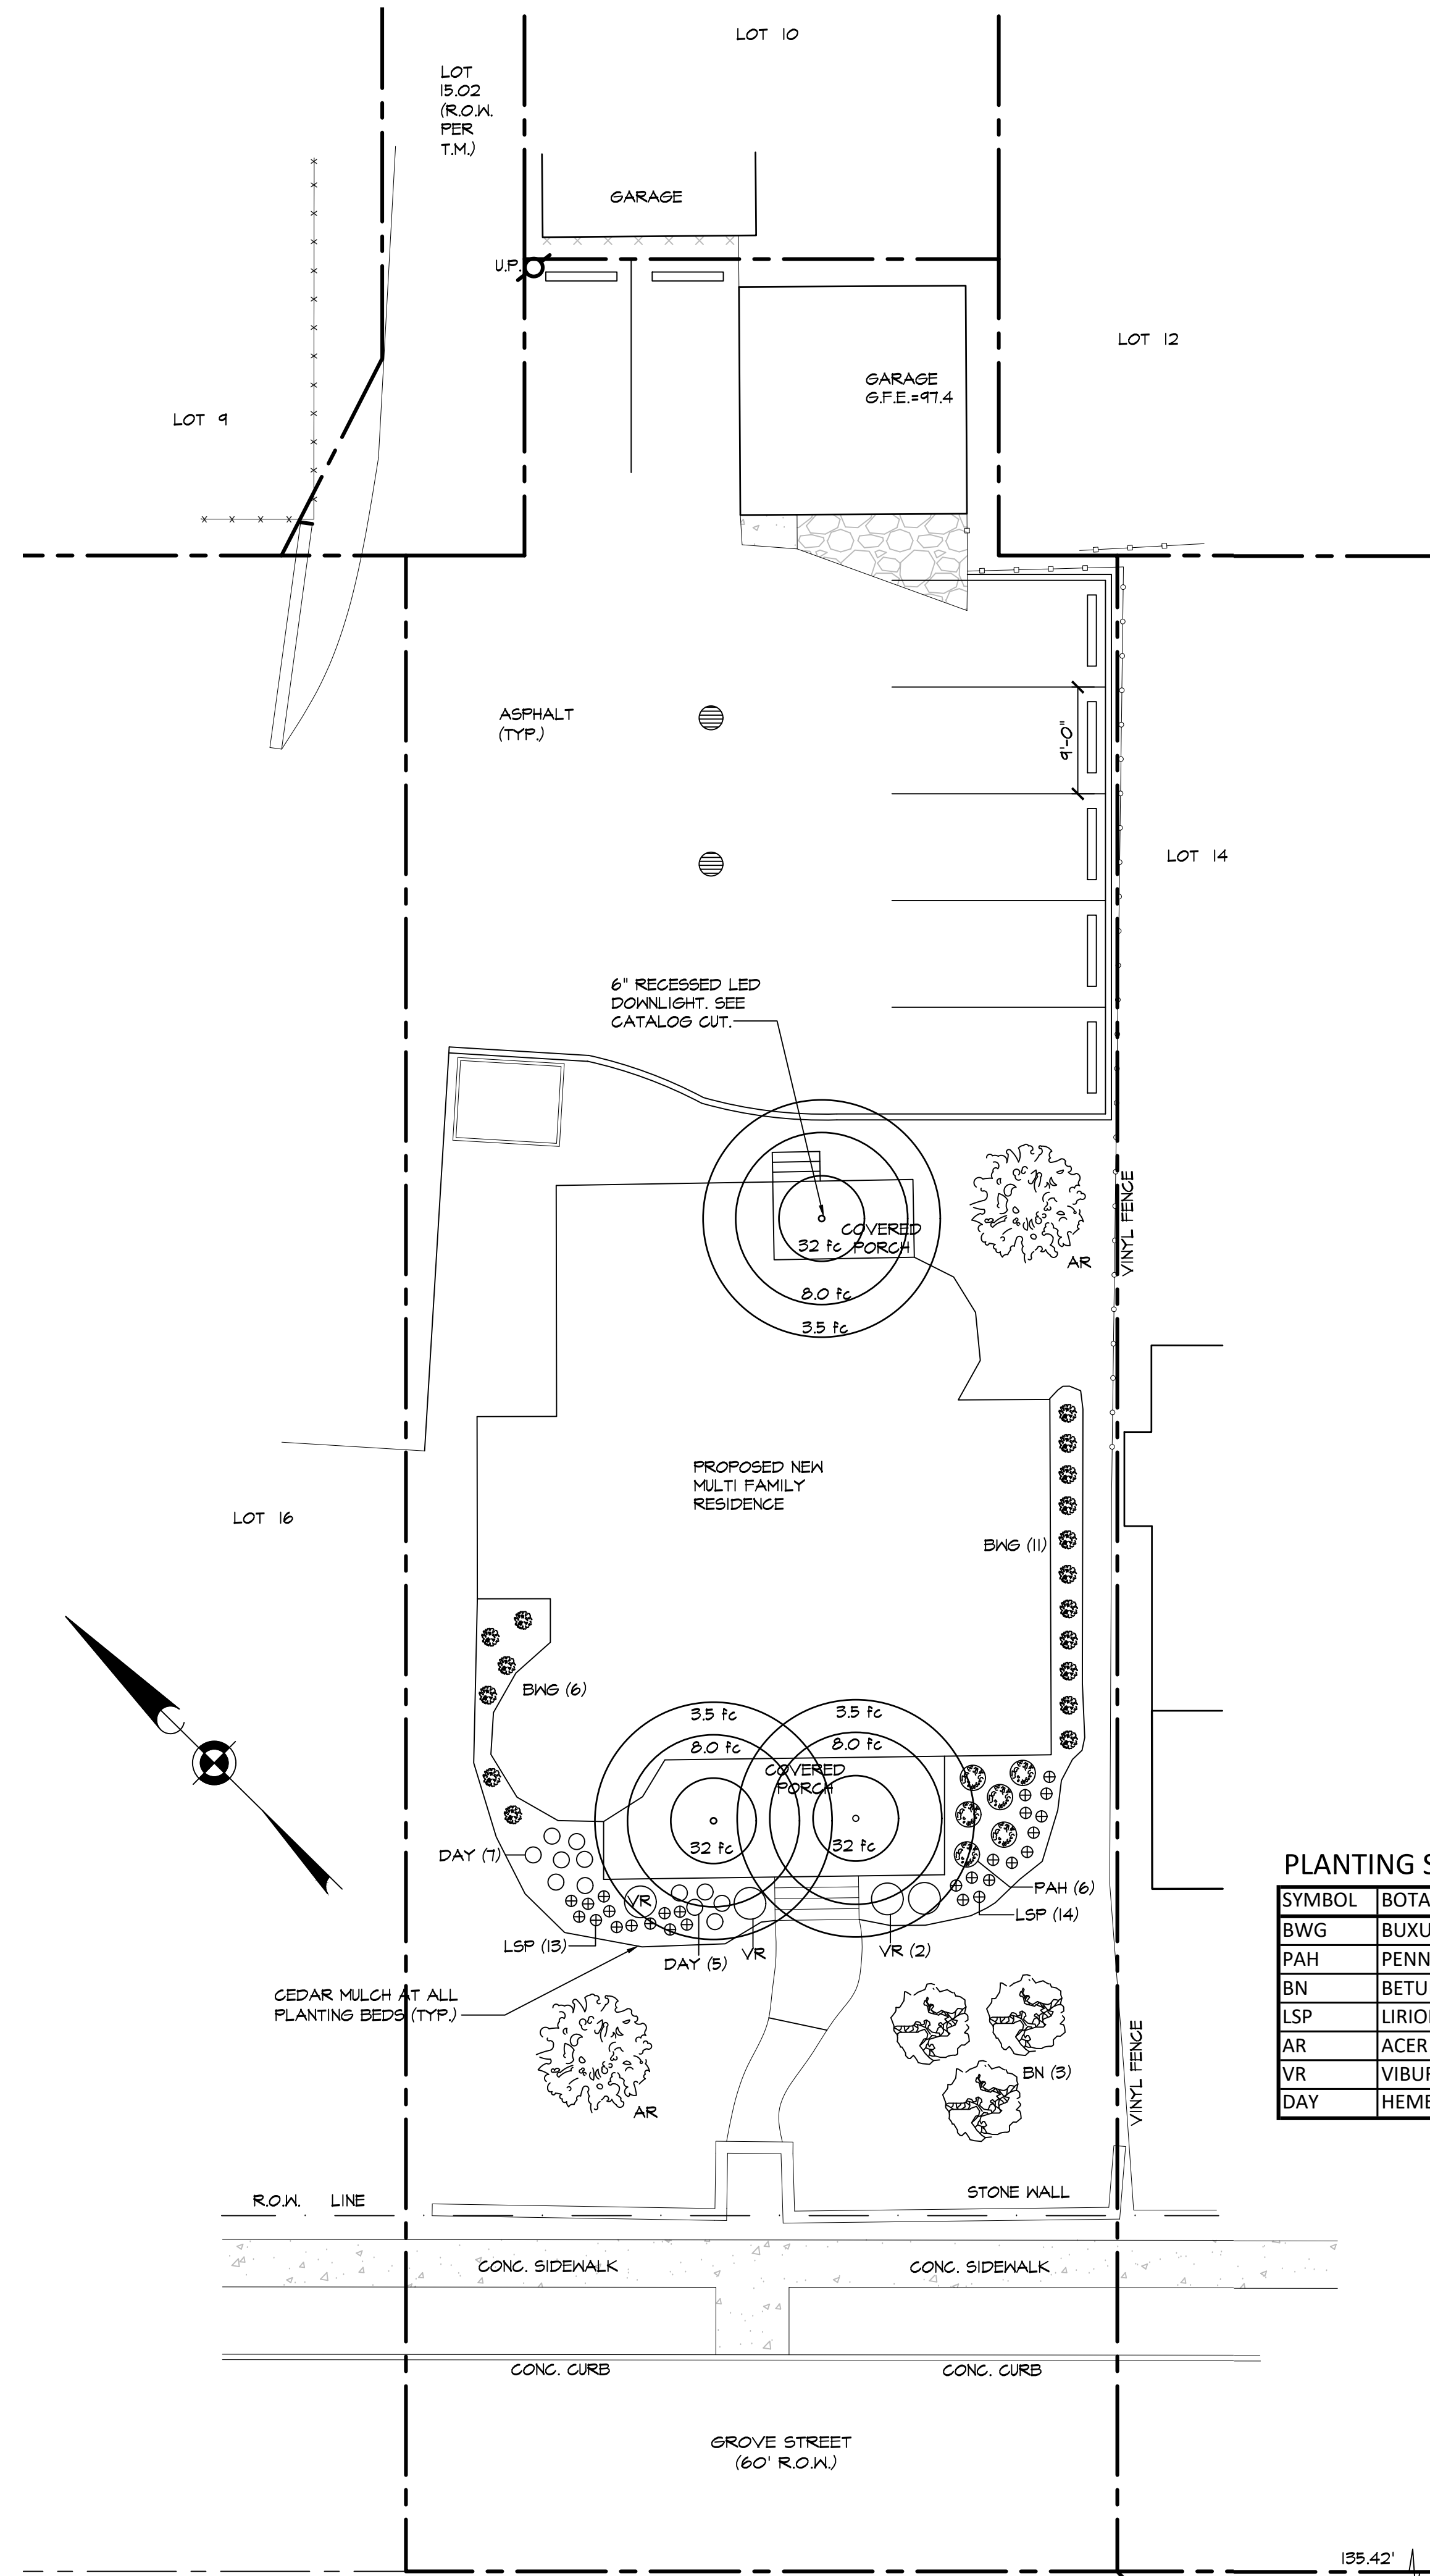 LOT 10
LOT
15.02
(R.O.W.
PER
T.M.)
GARAGE
U.P.
LOT 12
GARAGE
G.F.E.=97.4
LOT 9
ASPHALT
(TYP.)
9'-0"
LOT 14
6" RECESSED LED
DOWNLIGHT. SEE
CATALOG CUT.
VINYL FENCE
COVERED
PORCH
32 fc
AR
8.0 fc
3.5 fc
PROPOSED NEW
MULTI FAMILY
RESIDENCE
LOT 16
BWG (11)
BWG (6)
3.5 fc
3.5 fc
8.0 fc
8.0 fc
COVERED
PORCH
32 fc
32 fc
DAY (7)
PAH (6)
VR
LSP (14)
LSP (13)
DAY (5)
VR
VR (2)
CEDAR MULCH AT ALL
PLANTING BEDS (TYP.)
BN (3)
AR
VINYL FENCE
PLANTING S
SYMBOL BOTA
BWG BUXU
PAH PENN
BN BETU
LSP LIRIO
AR ACER
VR VIBUR
DAY HEME
R.O.W. LINE
STONE WALL
CONC. SIDEWALK
CONC. SIDEWALK
CONC. CURB
CONC. CURB
GROVE STREET
(60' R.O.W.)
135.42'